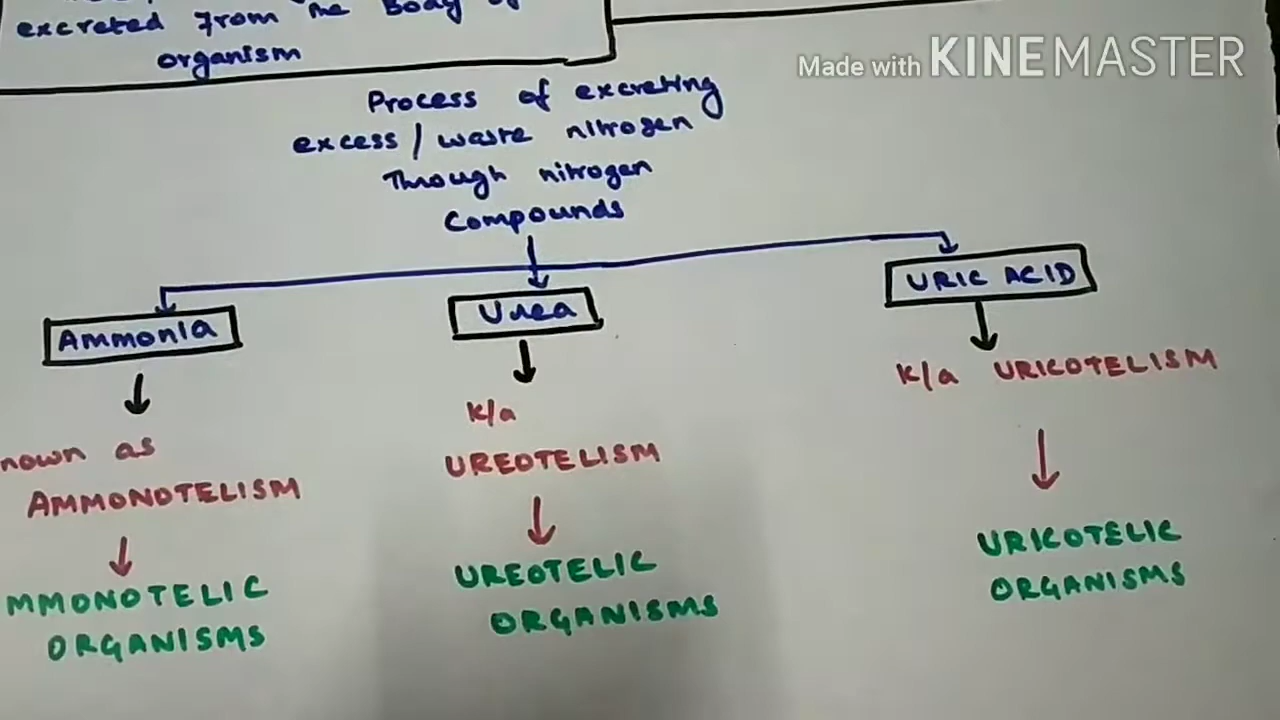 excreted from the Body of
organism
Made with KINEMASTER
Process of excreting
excess/waste nitrogen
Through nitrogen
Compounds
AMMONIA
Urea
URIC ACID
nown as
AMMONOTELISM
K/a
UREOTELISM
K/a URICOTELISM
MMONOTELIC
ORGANISMS
UREOTELIC
ORGANISMS
URICOTELIC
ORGANISMS